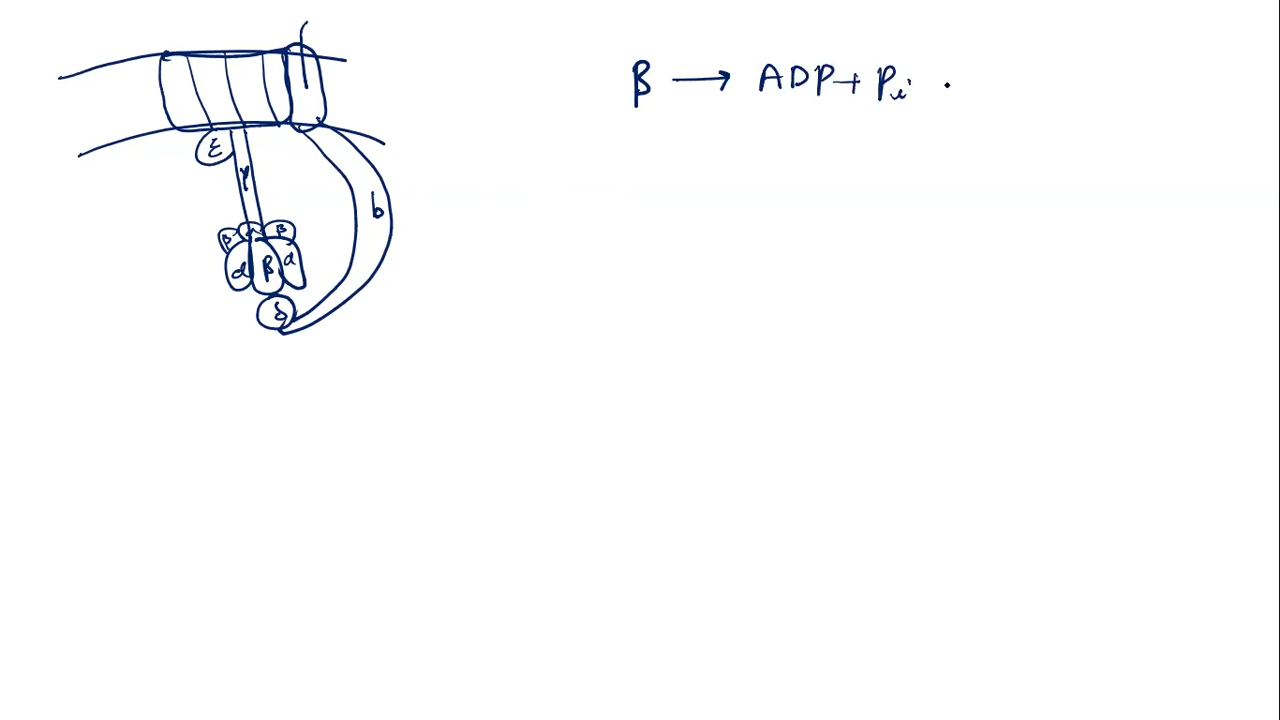 β → ADP + Pi
ε
γ
b
β α β
α β α
δ